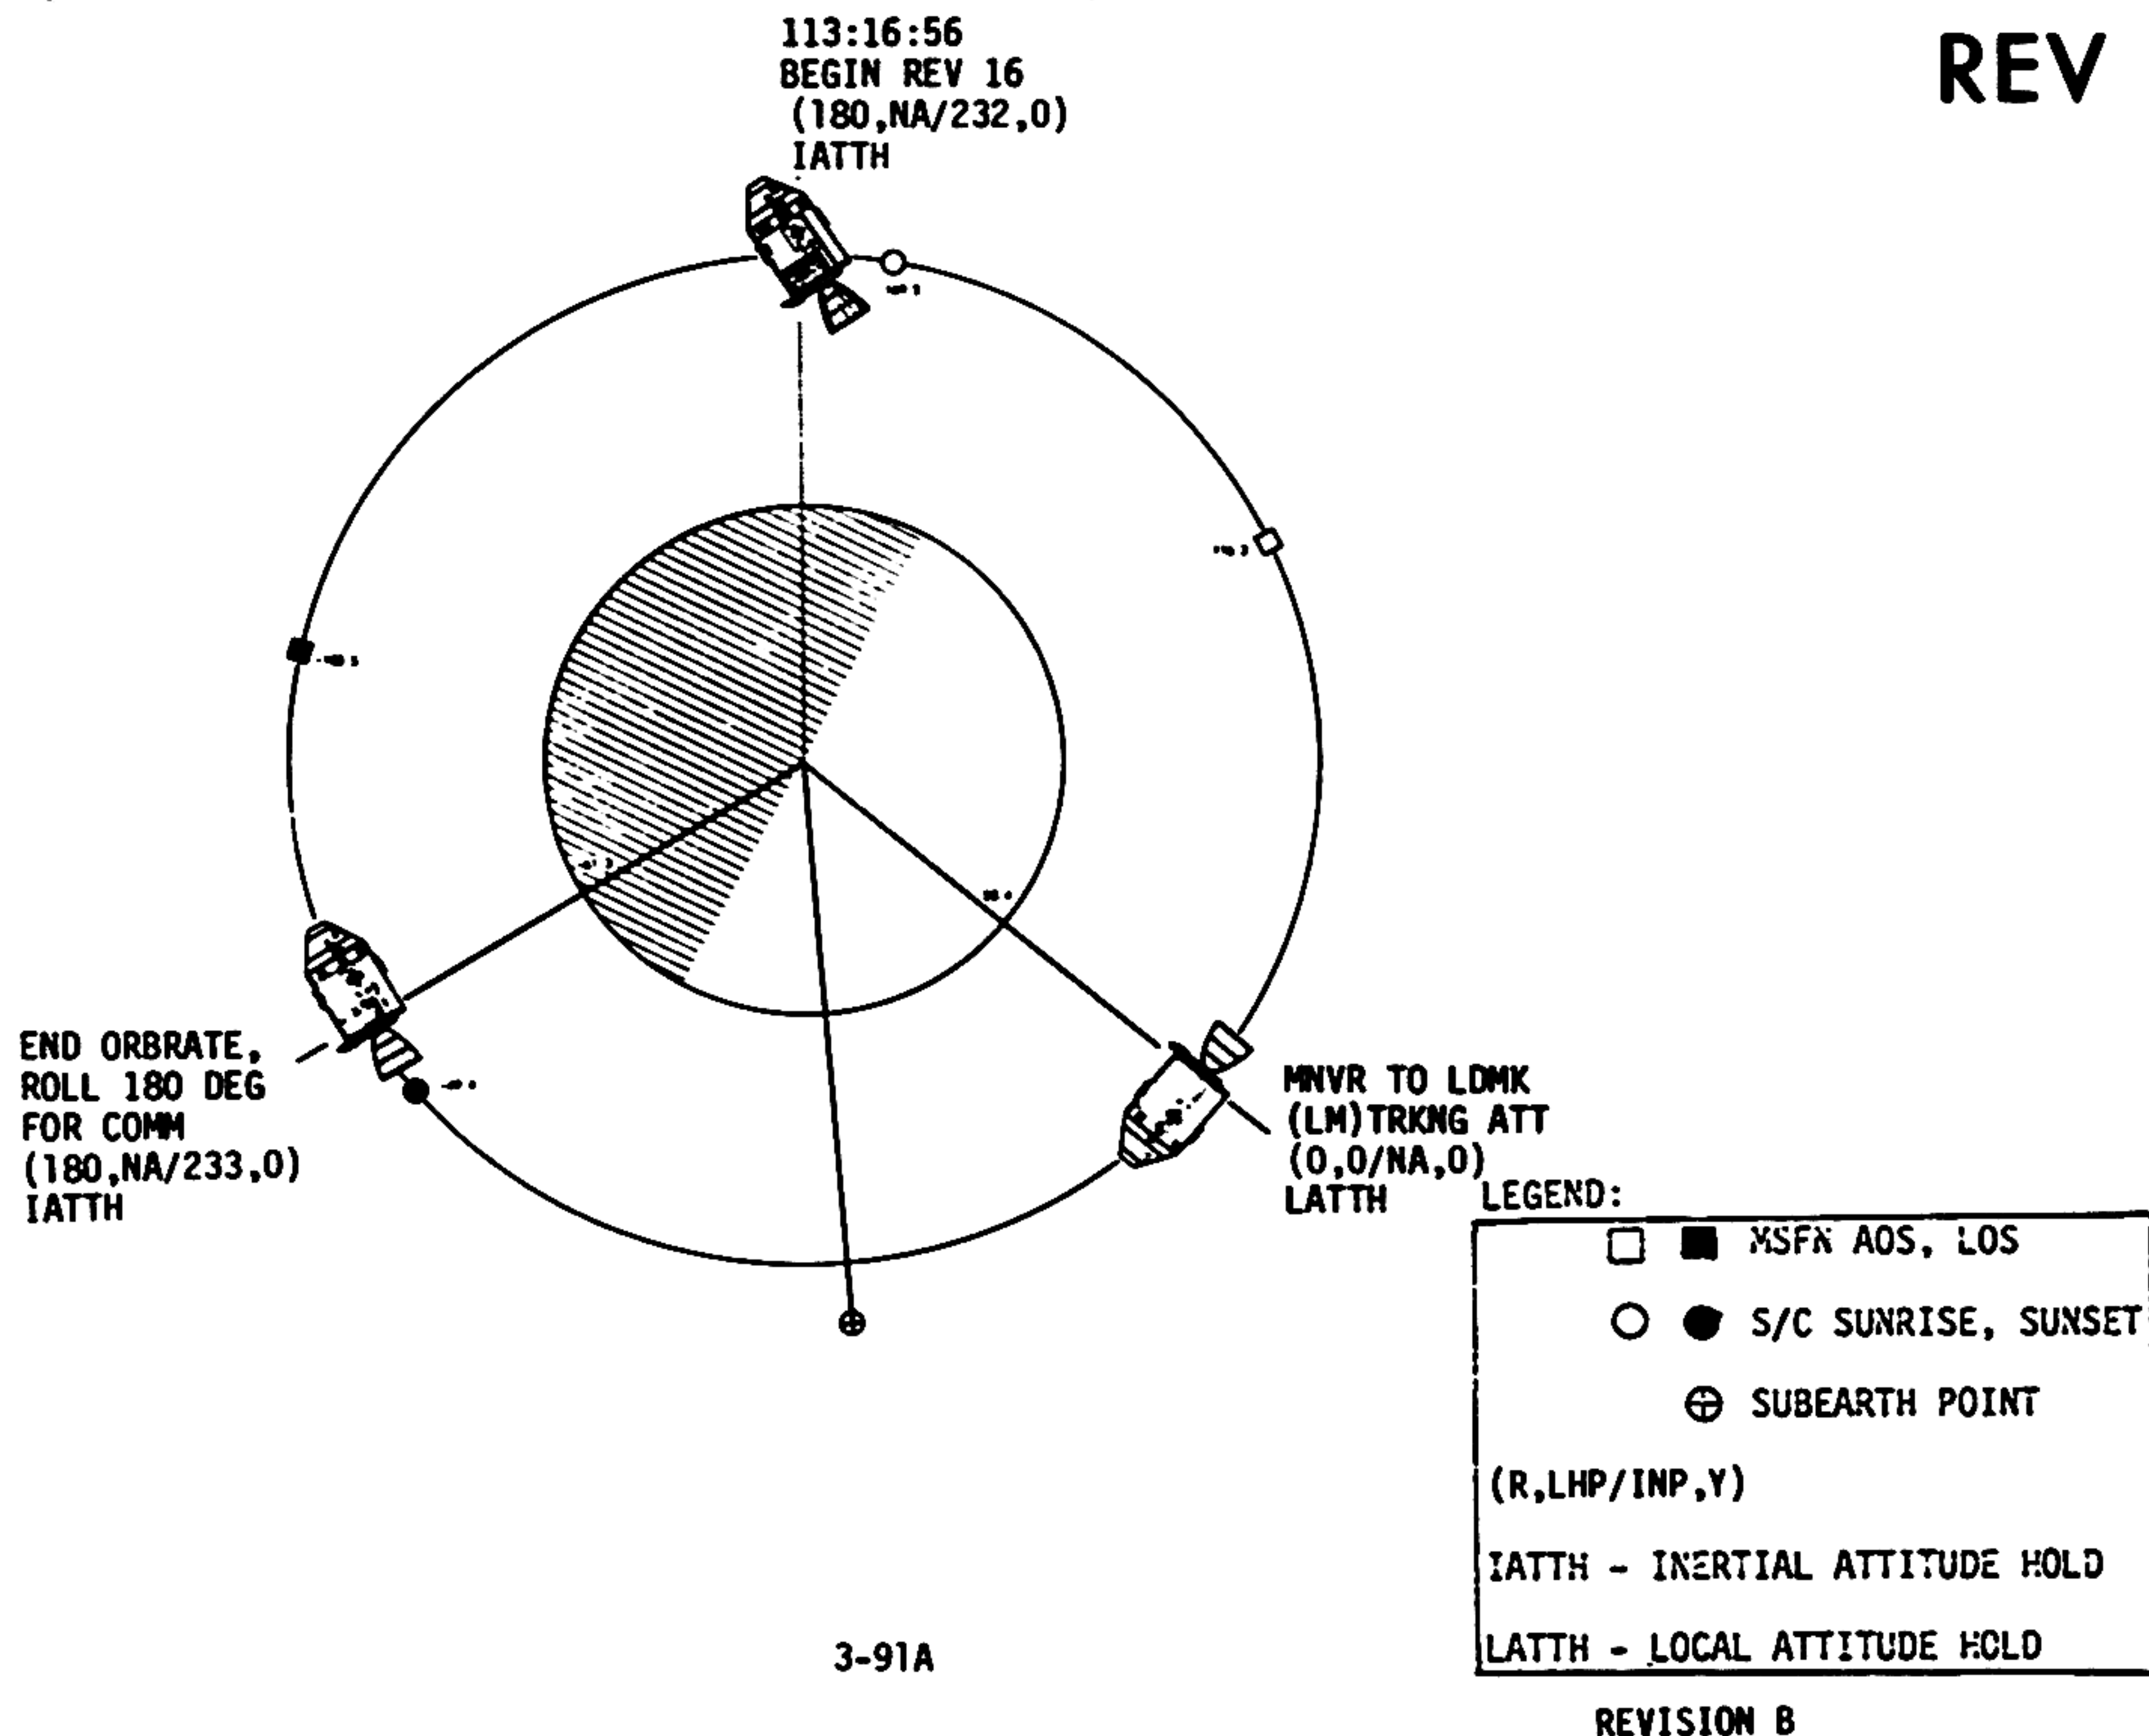 113:16:56
BEGIN REV 16
(180,NA/232,0)
IATTH
REV
END ORBRATE,
ROLL 180 DEG
FOR COMM
(180,NA/233,0)
IATTH
MNVR TO LDMK
(LM)TRKNG ATT
(0,0/NA,0)
LATTH
LEGEND:
MSFN AOS, LOS
S/C SUNRISE, SUNSET
SUBEARTH POINT
(R,LHP/INP,Y)
IATTH - INERTIAL ATTITUDE HOLD
LATTH - LOCAL ATTITUDE HOLD
3-91A
REVISION B